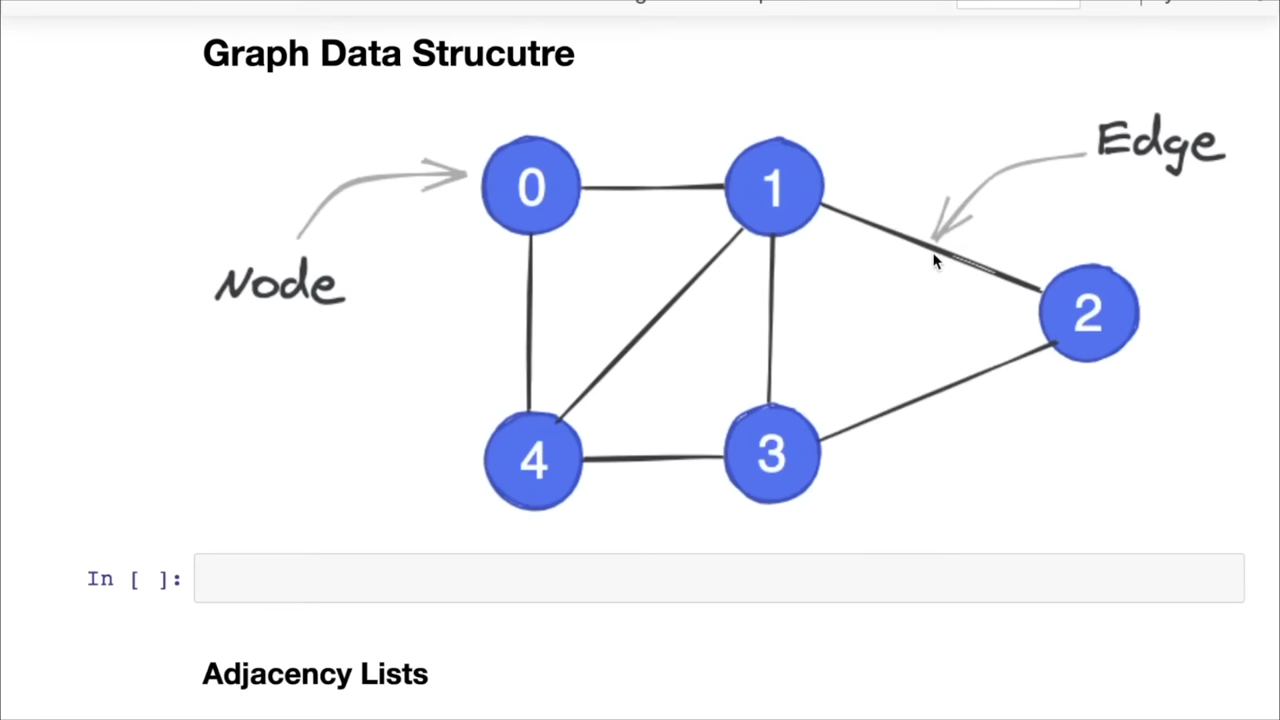 Graph Data Strucutre
Edge
0
1
Node
2
4
3
In [ ]:
Adjacency Lists